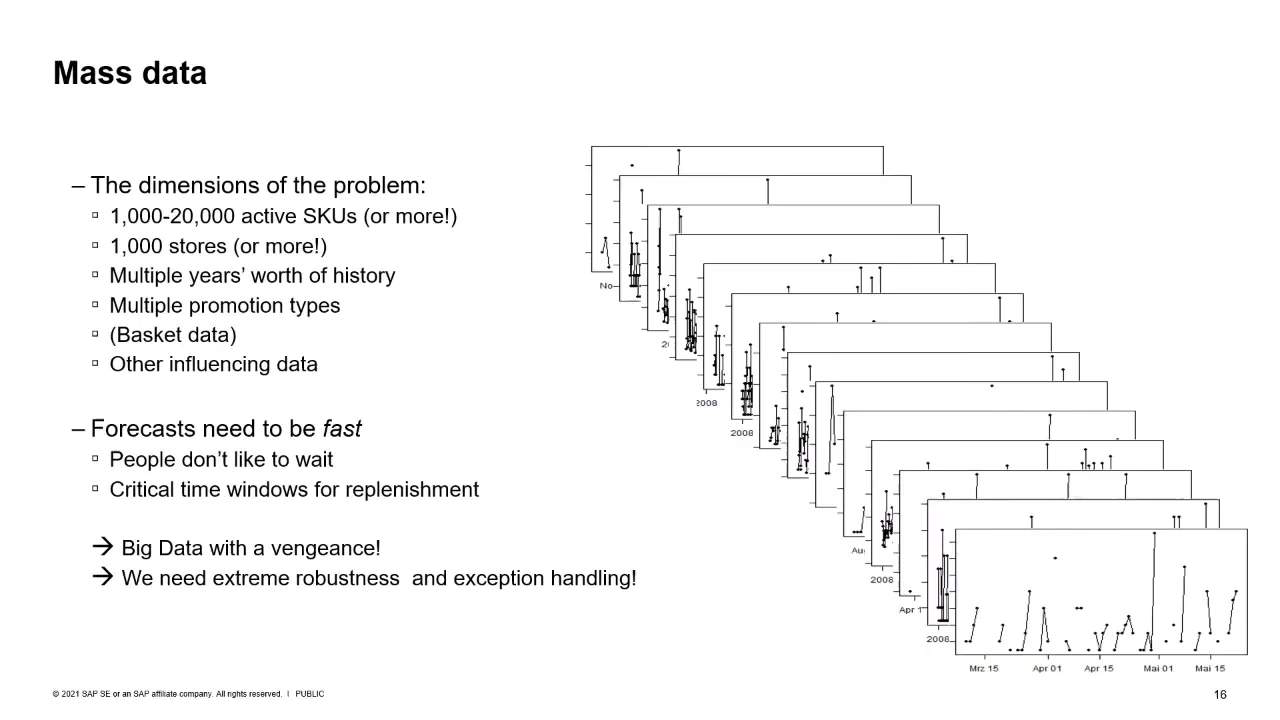 Mass data
– The dimensions of the problem:
▫ 1,000-20,000 active SKUs (or more!)
▫ 1,000 stores (or more!)
▫ Multiple years’ worth of history
▫ Multiple promotion types
▫ (Basket data)
▫ Other influencing data
– Forecasts need to be fast
▫ People don’t like to wait
▫ Critical time windows for replenishment
→ Big Data with a vengeance!
→ We need extreme robustness  and exception handling!
No
2008
2008
Au
2008
Apr 1
2008
Mrz 15 Apr 01 Apr 15 Mai 01 Mai 15
© 2021 SAP SE or an SAP affiliate company. All rights reserved. ǀ PUBLIC
16